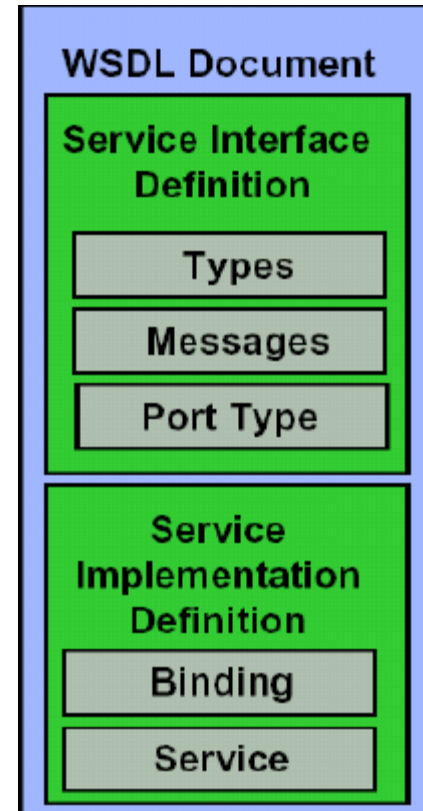 WSDL Document
Service Interface
Definition
Types
Messages
Port Type
Service
Implementation
Definition
Binding
Service